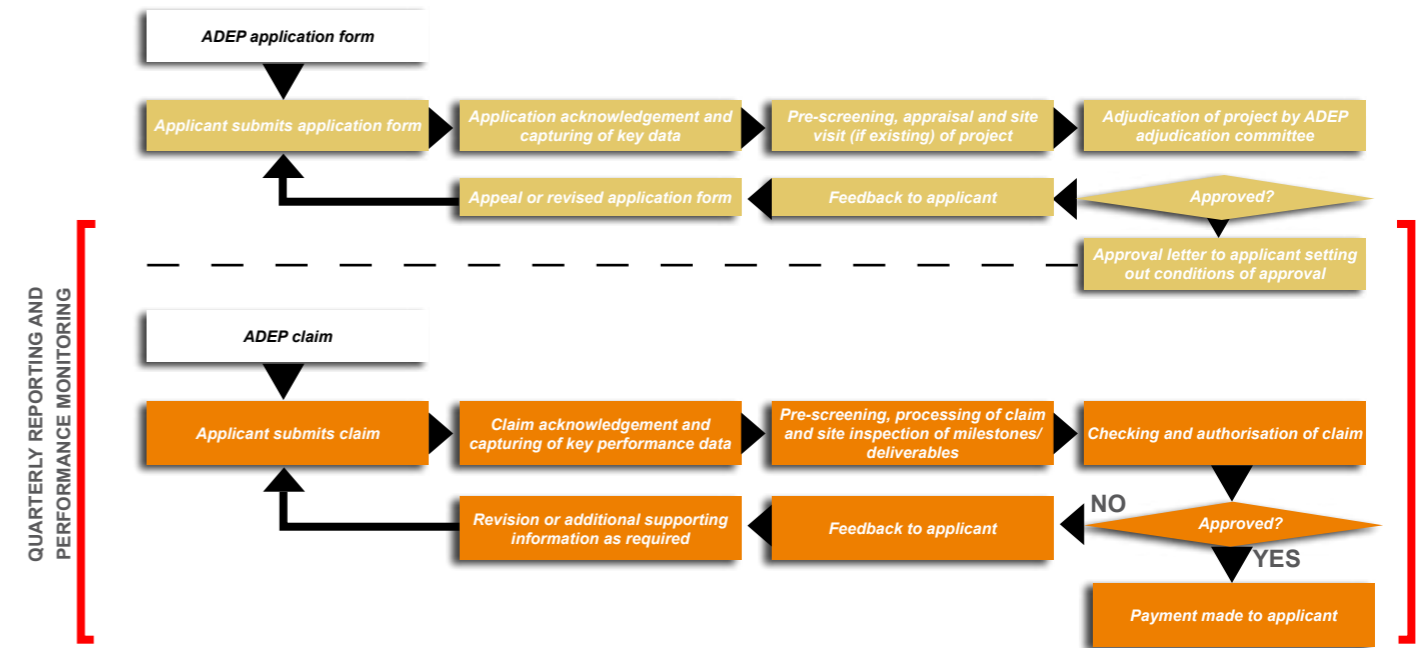 ADEP application form
Applicant submits application form
Application acknowledgement and
capturing of key data
Pre-screening, appraisal and site
visit (if existing) of project
Adjudication of project by ADEP
adjudication committee
Appeal or revised application form
Feedback to applicant
Approved?
Approval letter to applicant setting
out conditions of approval
QUARTERLY REPORTING AND
PERFORMANCE MONITORING
ADEP claim
Applicant submits claim
Claim acknowledgement and
capturing of key performance data
Pre-screening, processing of claim
and site inspection of milestones/
deliverables
Checking and authorisation of claim
Revision or additional supporting
information as required
Feedback to applicant
NO
Approved?
YES
Payment made to applicant